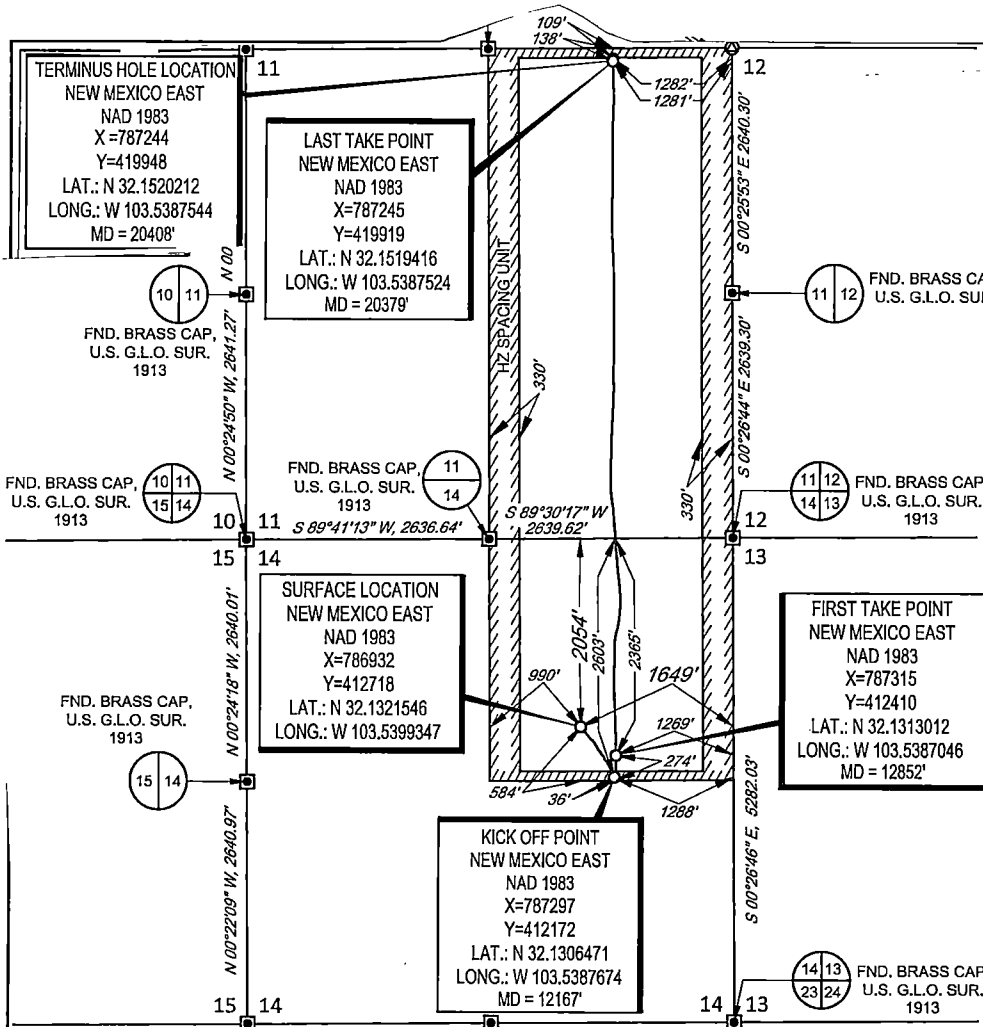 109'
138'
11
12
1282'
1281'
TERMINUS HOLE LOCATION
NEW MEXICO EAST
NAD 1983
X =787244
Y=419948
LAT.: N 32.1520212
LONG.: W 103.5387544
MD = 20408'
LAST TAKE POINT
NEW MEXICO EAST
NAD 1983
X=787245
Y=419919
LAT.: N 32.1519416
LONG.: W 103.5387524
MD = 20379'
S 00°25'53" E 2640.30'
N 00
10 11
FND. BRASS CAP,
U.S. G.L.O. SUR.
1913
HZ SPACING UNIT
11 12
FND. BRASS CA
U.S. G.L.O. SU
N 00°24'50" W, 2641.27'
330'
S 00°26'44" E 2639.30'
330'
FND. BRASS CAP,
U.S. G.L.O. SUR.
1913
10 11
15 14
FND. BRASS CAP,
U.S. G.L.O. SUR.
1913
11
14
11 12
14 13
FND. BRASS CAP
U.S. G.L.O. SUR.
1913
10 11
S 89°41'13" W, 2636.64'
S 89°30'17" W
2639.62'
12
15 14
13
SURFACE LOCATION
NEW MEXICO EAST
NAD 1983
X=786932
Y=412718
LAT.: N 32.1321546
LONG.: W 103.5399347
2054'
2603'
2365'
990'
1649'
1269'
274'
584'
36'
1288'
FIRST TAKE POINT
NEW MEXICO EAST
NAD 1983
X=787315
Y=412410
LAT.: N 32.1313012
LONG.: W 103.5387046
MD = 12852'
N 00°24'18" W, 2640.01'
FND. BRASS CAP,
U.S. G.L.O. SUR.
1913
15 14
KICK OFF POINT
NEW MEXICO EAST
NAD 1983
X=787297
Y=412172
LAT.: N 32.1306471
LONG.: W 103.5387674
MD = 12167'
N 00°22'09" W, 2640.97'
S 00°26'46" E, 5282.03'
14 13
23 24
FND. BRASS CAP
U.S. G.L.O. SUR.
1913
15 14
14 13